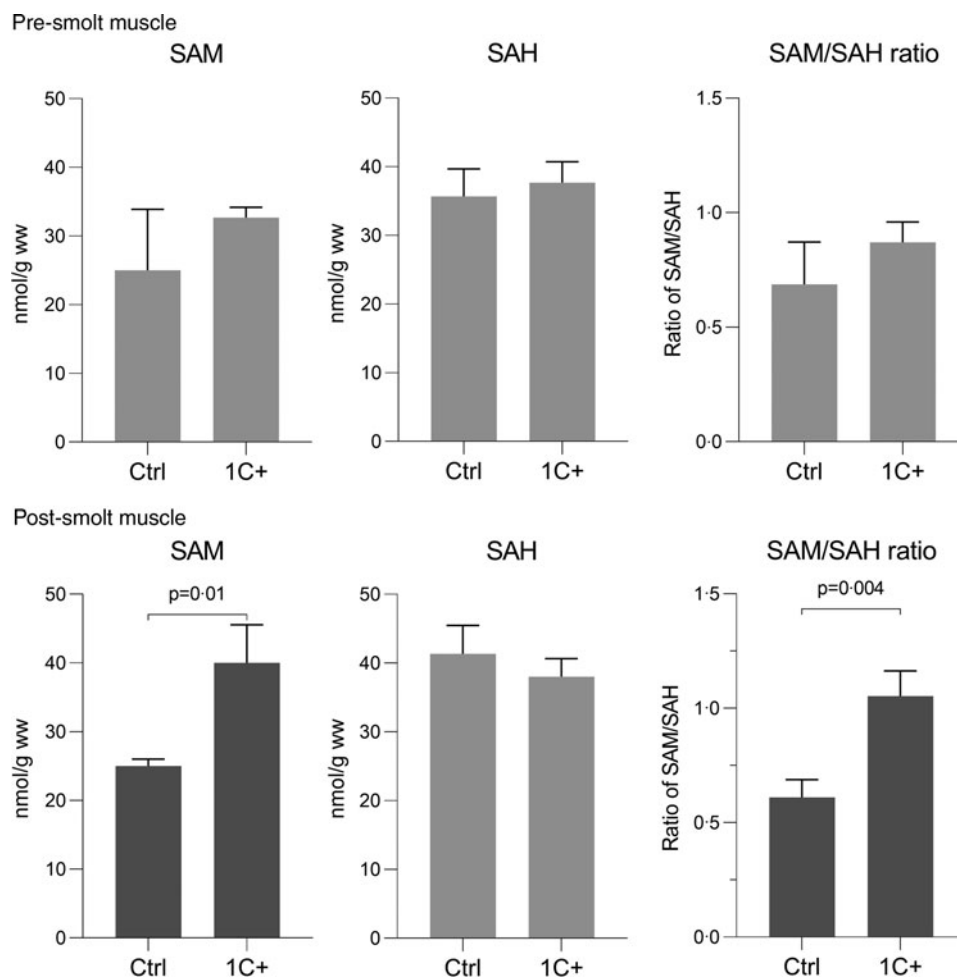 Pre-smolt muscle
SAM
SAH
SAM/SAH ratio
50
40
30
20
10
0
nmol/g ww
Ctrl
1C+
50
40
30
20
10
0
nmol/g ww
Ctrl
1C+
1·5
1·0
0·5
0·0
Ratio of SAM/SAH
Ctrl
1C+
Post-smolt muscle
SAM
SAH
SAM/SAH ratio
50
40
30
20
10
0
nmol/g ww
p=0·01
Ctrl
1C+
50
40
30
20
10
0
nmol/g ww
Ctrl
1C+
1·5
1·0
0·5
0·0
Ratio of SAM/SAH
p=0·004
Ctrl
1C+